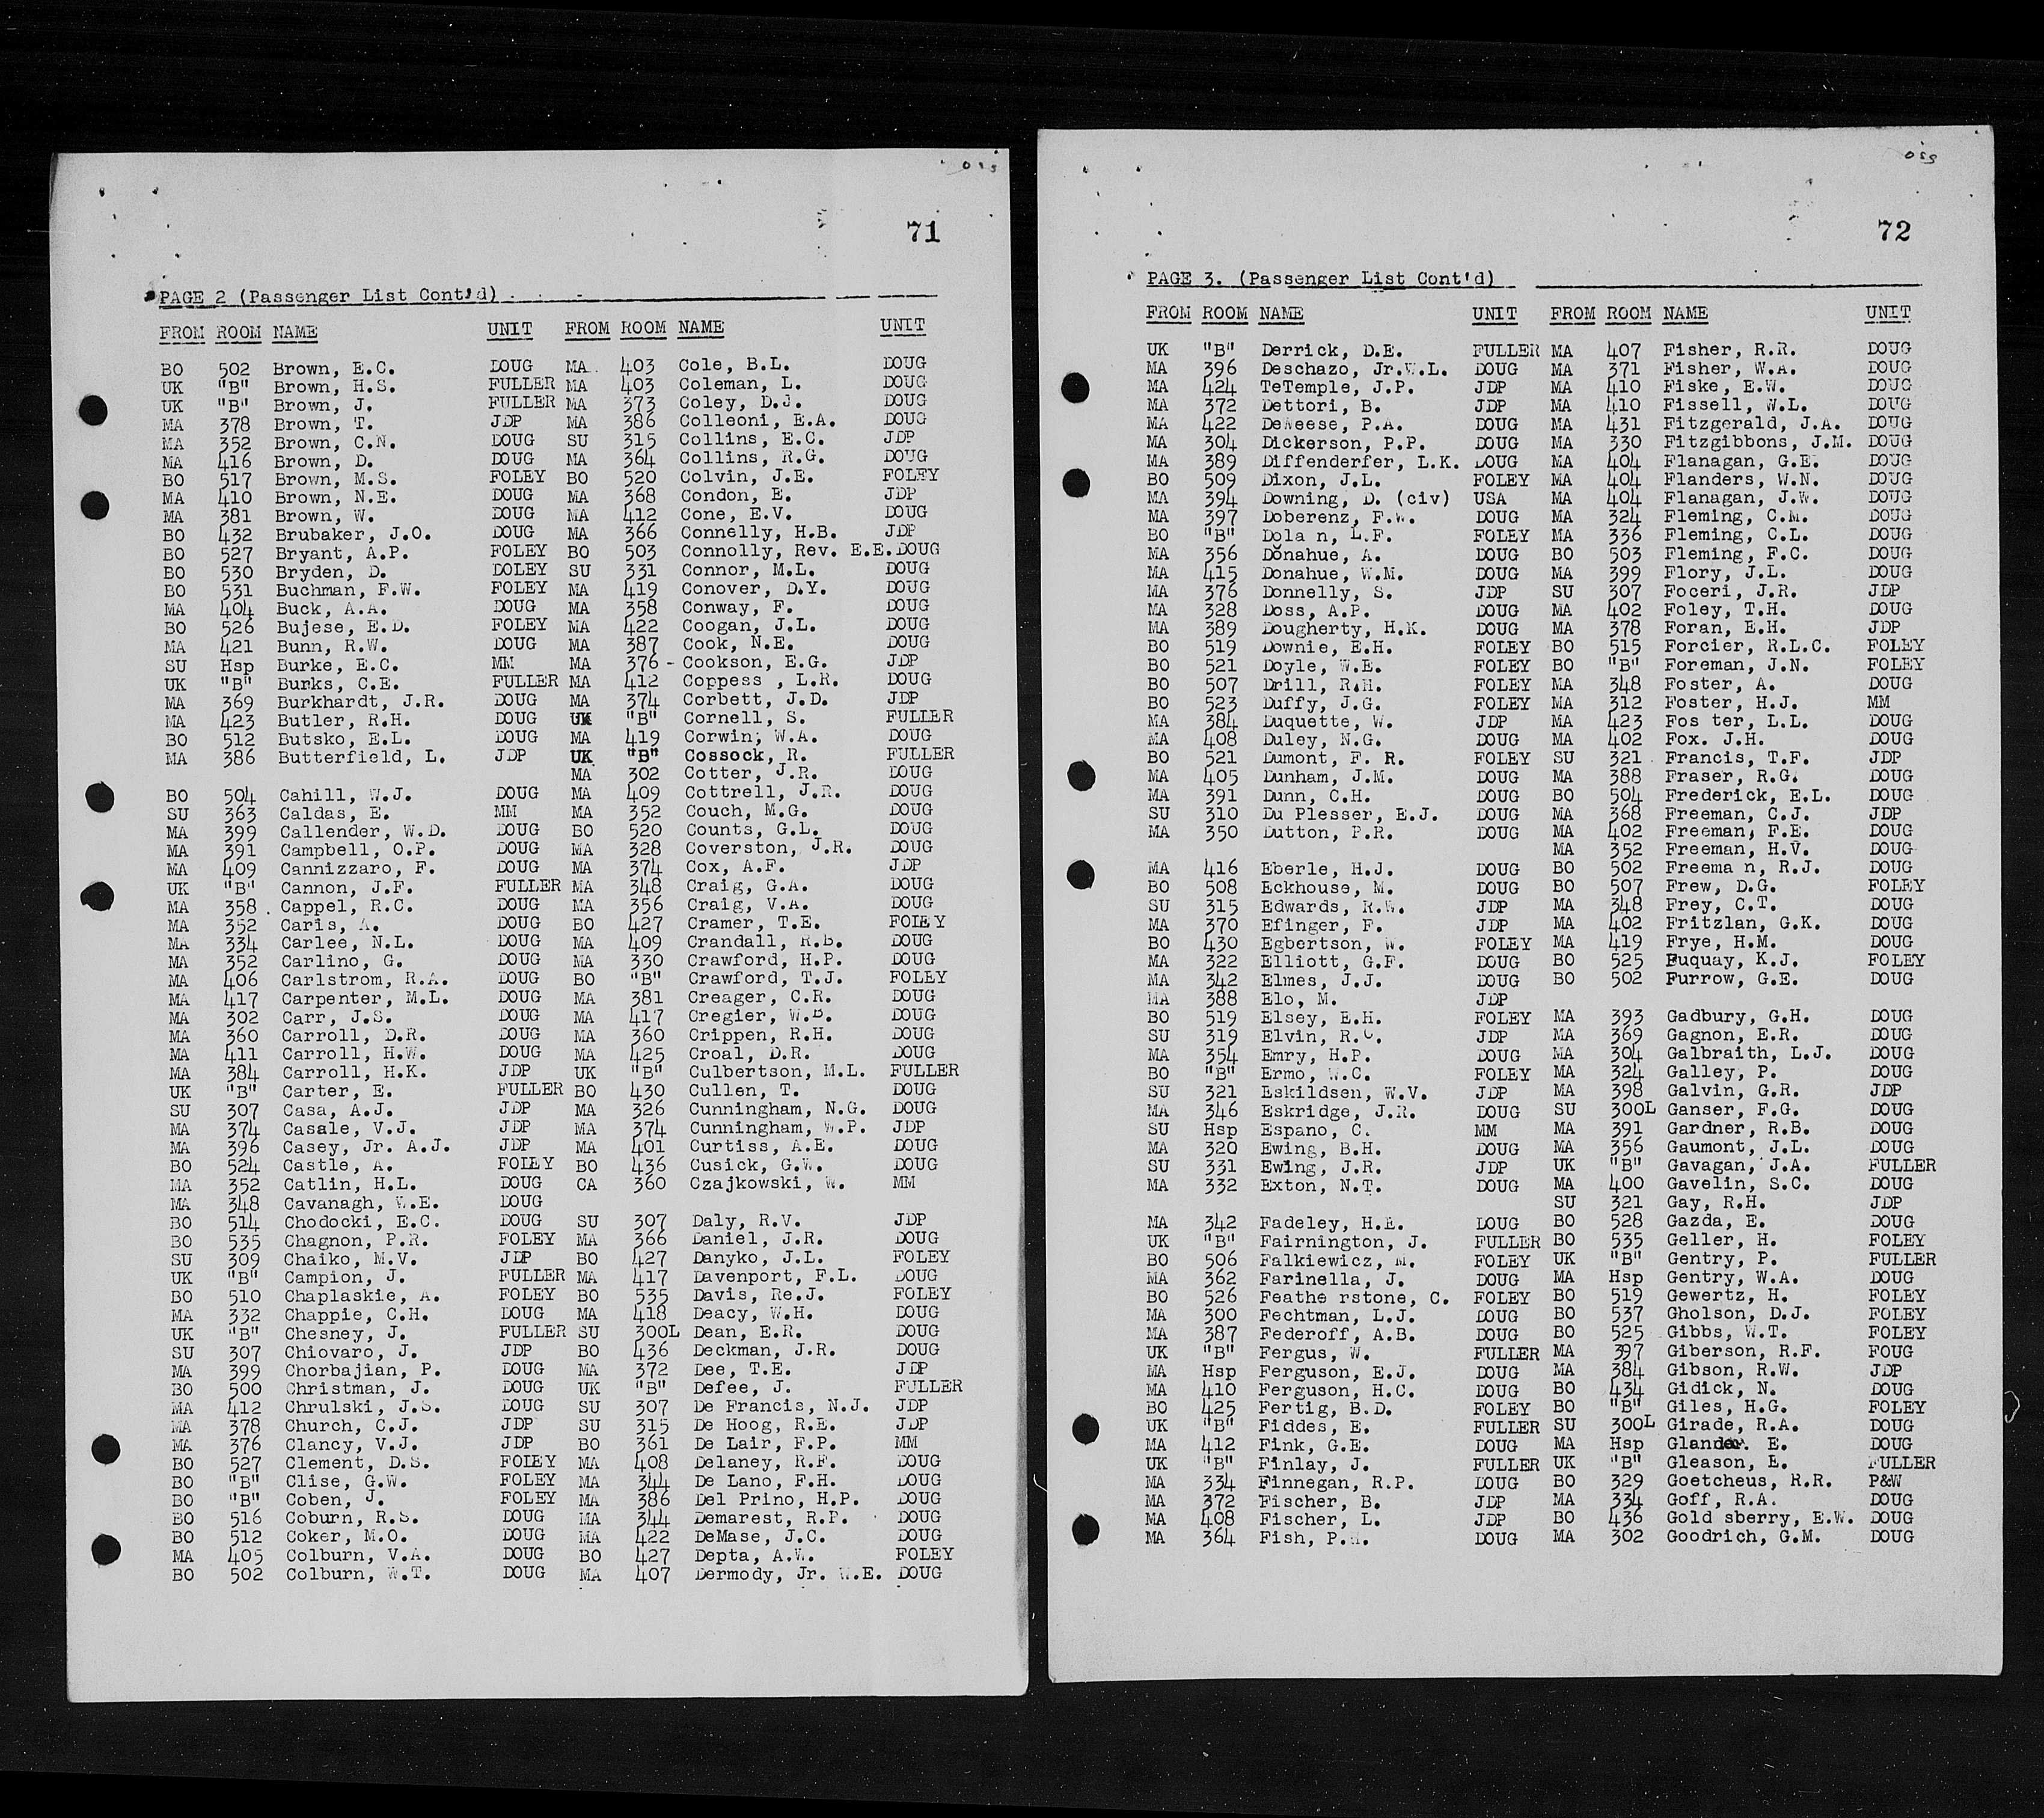 71
PAGE 2 (Passenger List Cont'd)
FROM ROOM NAME UNIT FROM ROOM NAME UNIT
BO 502 Brown, E.C. DOUG MA 403 Cole, B.L. DOUG
UK "B" Brown, H.S. FULLER MA 403 Coleman, L. DOUG
UK "B" Brown, J. FULLER MA 373 Coley, D.J. DOUG
MA 378 Brown, T. JDP MA 386 Colleoni, E.A. DOUG
MA 352 Brown, C.N. DOUG SU 315 Collins, E.C. JDP
MA 416 Brown, D. DOUG MA 364 Collins, R.G. DOUG
BO 517 Brown, M.S. FOLEY BO 520 Colvin, J.E. FOLEY
MA 410 Brown, N.E. DOUG MA 368 Condon, E. JDP
MA 381 Brown, W. DOUG MA 412 Cone, E.V. DOUG
BO 432 Brubaker, J.O. DOUG MA 366 Connelly, H.B. JDP
BO 527 Bryant, A.P. FOLEY BO 503 Connolly, Rev. E.E. DOUG
BO 530 Bryden, D. DOLEY SU 331 Connor, M.L. DOUG
BO 531 Buchman, F.W. FOLEY MA 419 Conover, D.Y. DOUG
MA 404 Buck, A.A. DOUG MA 358 Conway, F. DOUG
BO 526 Bujese, E.D. FOLEY MA 422 Coogan, J.L. DOUG
MA 421 Bunn, R.W. DOUG MA 387 Cook, N.E. DOUG
SU Hsp Burke, E.C. MM MA 376 - Cookson, E.G. JDP
UK "B" Burks, C.E. FULLER MA 412 Coppess , L.R. DOUG
MA 369 Burkhardt, J.R. DOUG MA 374 Corbett, J.D. JDP
MA 423 Butler, R.H. DOUG UK "B" Cornell, S. FULLER
BO 512 Butsko, E.L. DOUG MA 419 Corwin, W.A. DOUG
MA 386 Butterfield, L. JDP UK "B" Cossock, R. FULLER
MA 302 Cotter, J.R. DOUG
BO 504 Cahill, W.J. DOUG MA 409 Cottrell, J.R. DOUG
SU 363 Caldas, E. MM MA 352 Couch, M.G. DOUG
MA 399 Callender, W.D. DOUG BO 520 Counts, G.L. DOUG
MA 391 Campbell, O.P. DOUG MA 328 Coverston, J.R. DOUG
MA 409 Cannizzaro, F. DOUG MA 374 Cox, A.F. JDP
UK "B" Cannon, J.F. FULLER MA 348 Craig, G.A. DOUG
MA 358 Cappel, R.C. DOUG MA 356 Craig, V.A. DOUG
MA 352 Caris, A. DOUG BO 427 Cramer, T.E. FOLEY
MA 334 Carlee, N.L. DOUG MA 409 Crandall, R.B. DOUG
MA 352 Carlino, G. DOUG MA 330 Crawford, H.P. DOUG
MA 406 Carlstrom, R.A. DOUG BO "B" Crawford, T.J. FOLEY
MA 417 Carpenter, M.L. DOUG MA 381 Creager, C.R. DOUG
MA 302 Carr, J.S. DOUG MA 417 Cregier, W.B. DOUG
MA 360 Carroll, D.R. DOUG MA 360 Crippen, R.H. DOUG
MA 411 Carroll, H.W. DOUG MA 425 Croal, D.R. DOUG
MA 384 Carroll, H.K. JDP UK "B" Culbertson, M.L. FULLER
UK "B" Carter, E. FULLER BO 430 Cullen, T. DOUG
SU 307 Casa, A.J. JDP MA 326 Cunningham, N.G. DOUG
MA 374 Casale, V.J. JDP MA 374 Cunningham, W.P. JDP
MA 396 Casey, Jr. A.J. JDP MA 401 Curtiss, A.E. DOUG
BO 524 Castle, A. FOLEY BO 436 Cusick, G.W. DOUG
MA 352 Catlin, H.L. DOUG CA 360 Czajkowski, W. MM
MA 348 Cavanagh, W.E. DOUG
BO 514 Chodocki, E.C. DOUG SU 307 Daly, R.V. JDP
BO 535 Chagnon, P.R. FOLEY MA 366 Daniel, J.R. DOUG
SU 309 Chaiko, M.V. JDP BO 427 Danyko, J.L. FOLEY
UK "B" Campion, J. FULLER MA 417 Davenport, F.L. DOUG
BO 510 Chaplaskie, A. FOLEY BO 535 Davis, Re.J. FOLEY
MA 332 Chappie, C.H. DOUG MA 418 Deacy, W.H. DOUG
UK "B" Chesney, J. FULLER SU 300L Dean, E.R. DOUG
SU 307 Chiovaro, J. JDP BO 436 Deckman, J.R. DOUG
MA 399 Chorbajian, P. DOUG MA 372 Dee, T.E. JDP
BO 500 Christman, J. DOUG UK "B" Defee, J. FULLER
MA 412 Chrulski, J.S. DOUG SU 307 De Francis, N.J. JDP
MA 378 Church, C.J. JDP SU 315 De Hoog, R.E. JDP
MA 376 Clancy, V.J. JDP BO 361 De Lair, F.P. MM
BO 527 Clement, D.S. FOLEY MA 408 Delaney, R.F. DOUG
BO "B" Clise, G.W. FOLEY MA 344 De Lano, F.H. DOUG
BO "B" Coben, J. FOLEY MA 386 Del Prino, H.P. DOUG
BO 516 Coburn, R.S. DOUG MA 344 Demarest, R.P. DOUG
BO 512 Coker, M.O. DOUG MA 422 DeMase, J.C. DOUG
MA 405 Colburn, V.A. DOUG BO 427 Depta, A.W. FOLEY
BO 502 Colburn, W.T. DOUG MA 407 Dermody, Jr. W.E. DOUG
72
PAGE 3. (Passenger List Cont'd)
FROM ROOM NAME UNIT FROM ROOM NAME UNIT
UK "B" Derrick, D.E. FULLER MA 407 Fisher, R.R. DOUG
MA 396 Deschazo, Jr.W.L. DOUG MA 371 Fisher, W.A. DOUG
MA 424 TeTemple, J.P. JDP MA 410 Fiske, E.W. DOUG
MA 372 Dettori, B. JDP MA 410 Fissell, W.L. DOUG
MA 422 DeWeese, P.A. DOUG MA 431 Fitzgerald, J.A. DOUG
MA 304 Dickerson, P.P. DOUG MA 330 Fitzgibbons, J.M. DOUG
MA 389 Diffenderfer, L.K. DOUG MA 404 Flanagan, G.E. DOUG
BO 509 Dixon, J.L. FOLEY MA 404 Flanders, W.N. DOUG
MA 394 Downing, D. (civ) USA MA 404 Flanagan, J.W. DOUG
MA 397 Doberenz, F.W. DOUG MA 324 Fleming, C.M. DOUG
BO "B" Dola n, L.F. FOLEY MA 336 Fleming, C.L. DOUG
MA 356 Donahue, A. DOUG BO 503 Fleming, F.C. DOUG
MA 415 Donahue, W.M. DOUG MA 399 Flory, J.L. DOUG
MA 376 Donnelly, S. JDP SU 307 Foceri, J.R. JDP
MA 328 Doss, A.P. DOUG MA 402 Foley, T.H. DOUG
MA 389 Dougherty, H.K. DOUG MA 378 Foran, E.H. JDP
BO 519 Downie, E.H. FOLEY BO 515 Forcier, R.L.C. FOLEY
BO 521 Doyle, W.E. FOLEY BO "B" Foreman, J.N. FOLEY
BO 507 Drill, R.H. FOLEY MA 348 Foster, A. DOUG
BO 523 Duffy, J.G. FOLEY MA 312 Foster, H.J. MM
MA 384 Duquette, W. JDP MA 423 Fos ter, L.L. DOUG
MA 408 Duley, N.G. DOUG MA 402 Fox. J.H. DOUG
BO 521 Dumont, F. R. FOLEY SU 321 Francis, T.F. JDP
MA 405 Dunham, J.M. DOUG MA 388 Fraser, R.G. DOUG
MA 391 Dunn, C.H. DOUG BO 504 Frederick, E.L. DOUG
SU 310 Du Plesser, E.J. DOUG MA 368 Freeman, C.J. JDP
MA 350 Dutton, P.R. DOUG MA 402 Freeman, F.E. DOUG
MA 352 Freeman, H.V. DOUG
MA 416 Eberle, H.J. DOUG BO 502 Freema n, R.J. DOUG
BO 508 Eckhouse, M. DOUG BO 507 Frew, D.G. FOLEY
SU 315 Edwards, R.W. JDP MA 348 Frey, C.T. DOUG
MA 370 Efinger, F. JDP MA 402 Fritzlan, G.K. DOUG
BO 430 Egbertson, W. FOLEY MA 419 Frye, H.M. DOUG
MA 322 Elliott, G.F. DOUG BO 525 Fuquay, K.J. FOLEY
MA 342 Elmes, J.J. DOUG BO 502 Furrow, G.E. DOUG
MA 388 Elo, M. JDP
BO 519 Elsey, E.H. FOLEY MA 393 Gadbury, G.H. DOUG
SU 319 Elvin, R.C. JDP MA 369 Gagnon, E.R. DOUG
MA 354 Emry, H.P. DOUG MA 304 Galbraith, L.J. DOUG
BO "B" Ermo, W.C. FOLEY MA 324 Galley, P. DOUG
SU 321 Eskildsen, W.V. JDP MA 398 Galvin, G.R. JDP
MA 346 Eskridge, J.R. DOUG SU 300L Ganser, F.G. DOUG
SU Hsp Espano, C. MM MA 391 Gardner, R.B. DOUG
MA 320 Ewing, B.H. DOUG MA 356 Gaumont, J.L. DOUG
SU 331 Ewing, J.R. JDP UK "B" Gavagan, J.A. FULLER
MA 332 Exton, N.T. DOUG MA 400 Gavelin, S.C. DOUG
SU 321 Gay, R.H. JDP
MA 342 Fadeley, H.E. DOUG BO 528 Gazda, E. DOUG
UK "B" Fairnington, J. FULLER BO 535 Geller, H. FOLEY
BO 506 Falkiewicz, M. FOLEY UK "B" Gentry, P. FULLER
MA 362 Farinella, J. DOUG MA Hsp Gentry, W.A. DOUG
BO 526 Feathe rstone, C. FOLEY BO 519 Gewertz, H. FOLEY
MA 300 Fechtman, L.J. DOUG BO 537 Gholson, D.J. FOLEY
MA 387 Federoff, A.B. DOUG BO 525 Gibbs, W.T. FOLEY
UK "B" Fergus, W. FULLER MA 397 Giberson, R.F. FOUG
MA Hsp Ferguson, E.J. DOUG MA 384 Gibson, R.W. JDP
MA 410 Ferguson, H.C. DOUG BO 434 Gidick, N. DOUG
BO 425 Fertig, B.D. FOLEY BO "B" Giles, H.G. FOLEY
UK "B" Fiddes, E. FULLER SU 300L Girade, R.A. DOUG
MA 412 Fink, G.E. DOUG MA Hsp E. DOUG
UK "B" Finlay, J. FULLER UK "B" Gleason, E. FULLER
MA 334 Finnegan, R.P. DOUG BO 329 Goetcheus, R.R. P&W
MA 372 Fischer, B. JDP MA 334 Goff, R.A. DOUG
MA 408 Fischer, L. JDP BO 436 Gold sberry, E.W. DOUG
MA 364 Fish, P. DOUG MA 302 Goodrich, G.M. DOUG